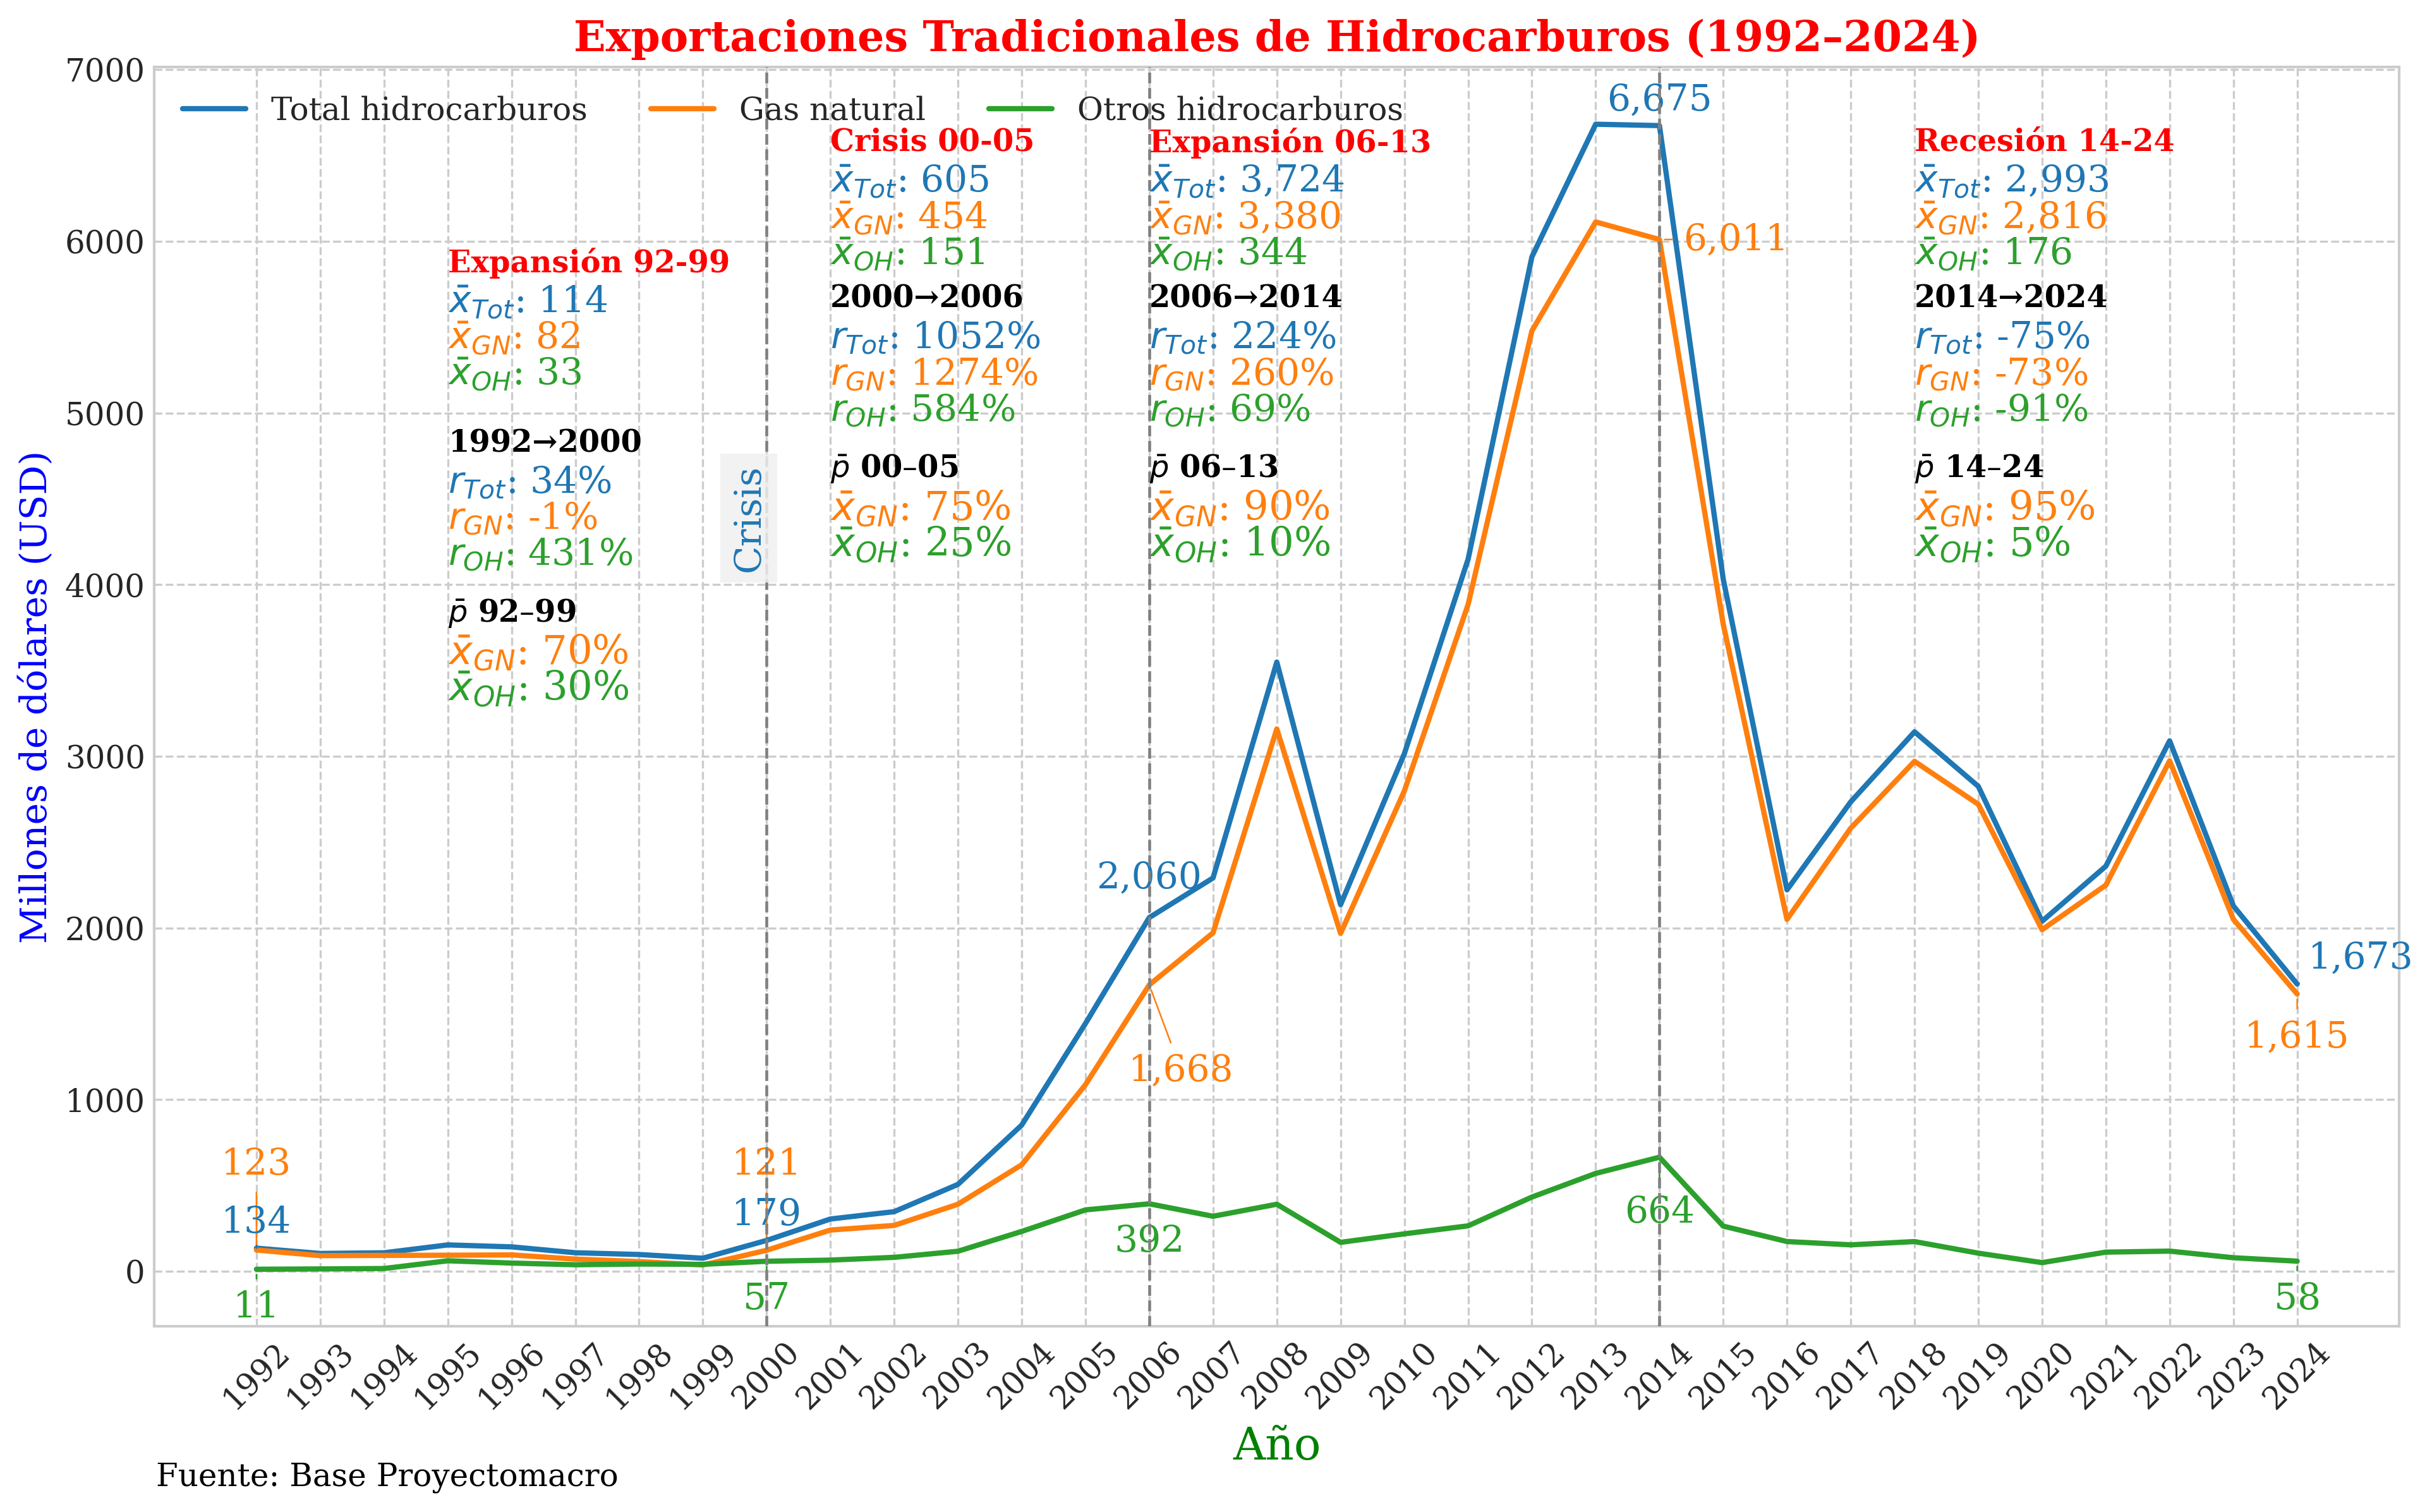 Exportaciones Tradicionales de Hidrocarburos (1992–2024)
Total hidrocarburos
Gas natural
Otros hidrocarburos
Millones de dólares (USD)
7000
6000
5000
4000
3000
2000
1000
0
Expansión 92-99
x̄Tot: 114
x̄GN: 82
x̄OH: 33
1992→2000
rTot: 34%
rGN: -1%
rOH: 431%
p̄ 92–99
x̄GN: 70%
x̄OH: 30%
Crisis
Crisis 00-05
x̄Tot: 605
x̄GN: 454
x̄OH: 151
2000→2006
rTot: 1052%
rGN: 1274%
rOH: 584%
p̄ 00–05
x̄GN: 75%
x̄OH: 25%
Expansión 06-13
x̄Tot: 3,724
x̄GN: 3,380
x̄OH: 344
2006→2014
rTot: 224%
rGN: 260%
rOH: 69%
p̄ 06–13
x̄GN: 90%
x̄OH: 10%
Recesión 14-24
x̄Tot: 2,993
x̄GN: 2,816
x̄OH: 176
2014→2024
rTot: -75%
rGN: -73%
rOH: -91%
p̄ 14–24
x̄GN: 95%
x̄OH: 5%
123
134
11
121
179
57
2,060
1,668
392
6,675
6,011
664
1,673
1,615
58
1992
1993
1994
1995
1996
1997
1998
1999
2000
2001
2002
2003
2004
2005
2006
2007
2008
2009
2010
2011
2012
2013
2014
2015
2016
2017
2018
2019
2020
2021
2022
2023
2024
Año
Fuente: Base Proyectomacro